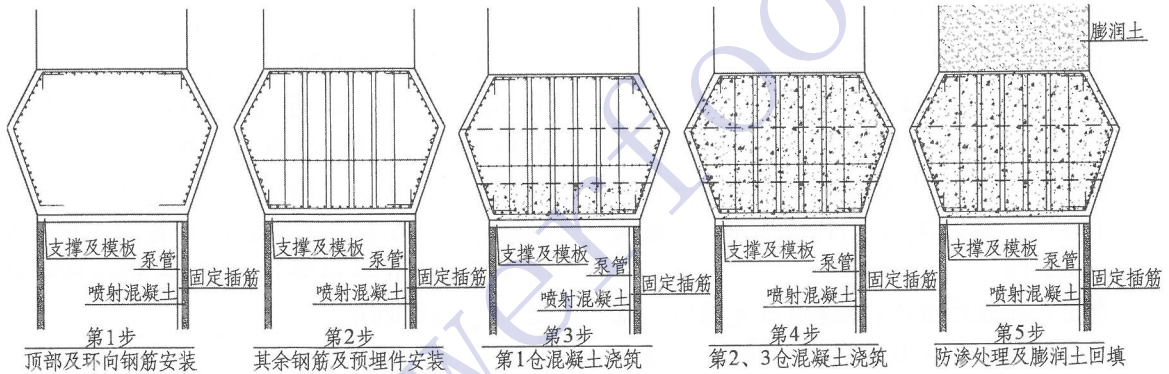 膨润土
支撑及模板
泵管
固定插筋
喷射混凝土
第1步
顶部及环向钢筋安装
支撑及模板
泵管
固定插筋
喷射混凝土
第2步
其余钢筋及预埋件安装
支撑及模板
泵管
固定插筋
喷射混凝土
第3步
第1仓混凝土浇筑
支撑及模板
泵管
固定插筋
喷射混凝土
第4步
第2、3仓混凝土浇筑
支撑及模板
泵管
固定插筋
喷射混凝土
第5步
防渗处理及膨润土回填